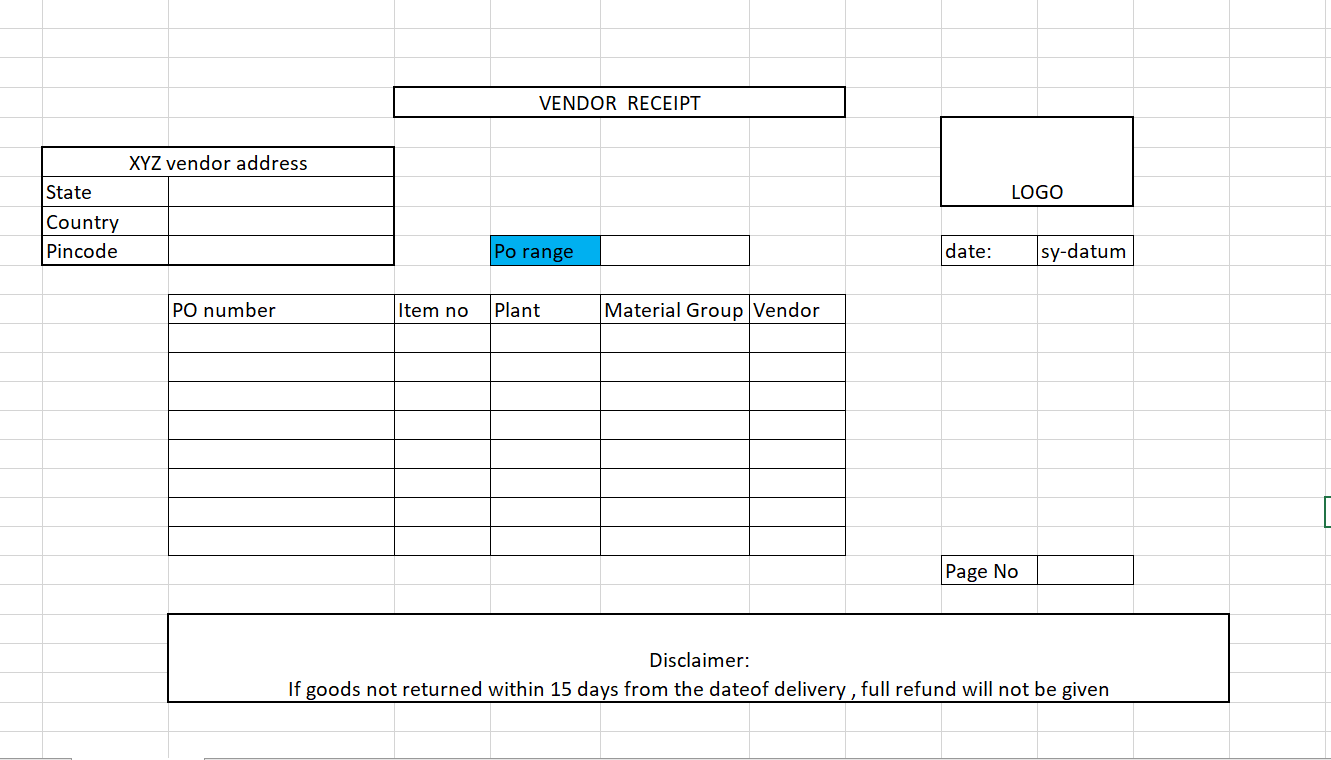 VENDOR  RECEIPT
XYZ vendor address
LOGO
State
Country
Pincode
Po range
date: sy-datum
PO number Item no Plant Material Group Vendor
Page No
Disclaimer:
If goods not returned within 15 days from the dateof delivery , full refund will not be given